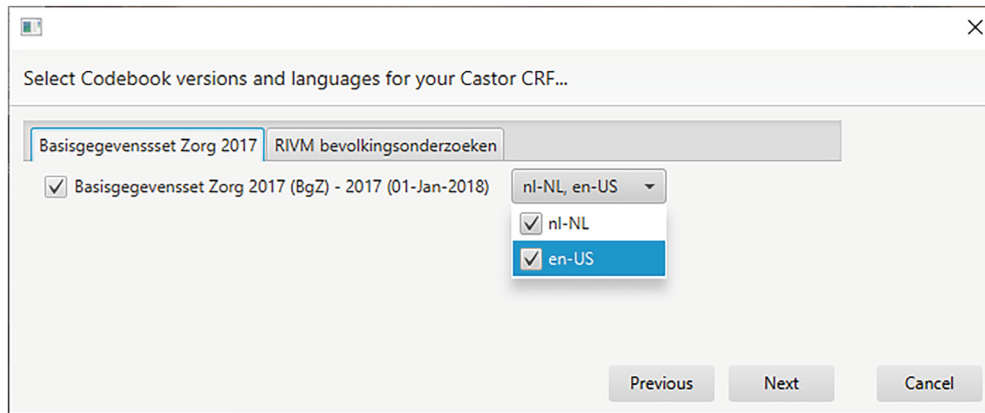 Select Codebook versions and languages for your Castor CRF...
Basisgegevenssset Zorg 2017 RIVM bevolkingsonderzoeken
Basisgegevensset Zorg 2017 (BgZ) - 2017 (01-Jan-2018) nl-NL, en-US
nl-NL
en-US
Previous Next Cancel